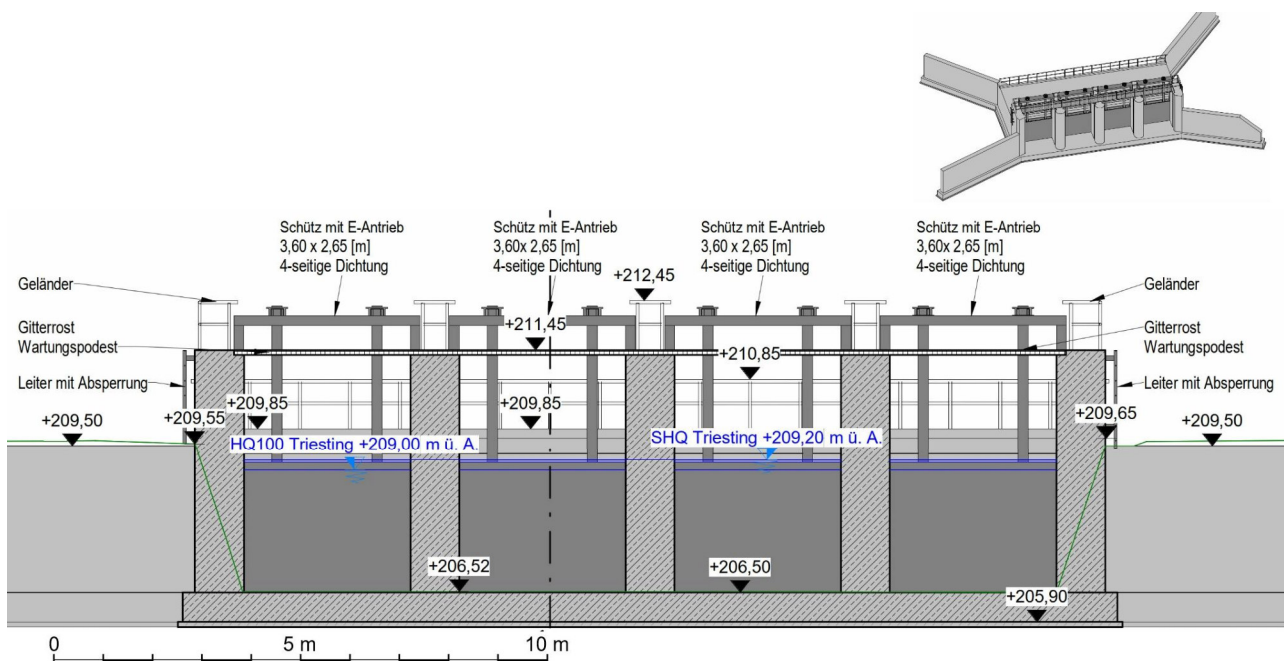 Schütz mit E-Antrieb
3,60 x 2,65 [m]
4-seitige Dichtung
Schütz mit E-Antrieb
3,60x 2,65 [m]
4-seitige Dichtung
Schütz mit E-Antrieb
3,60 x 2,65 [m]
4-seitige Dichtung
Schütz mit E-Antrieb
3,60x 2,65 [m]
4-seitige Dichtung
+212,45
Geländer
Geländer
+211,45
Gitterrost
Wartungspodest
Gitterrost
Wartungspodest
+210,85
Leiter mit Absperrung
Leiter mit Absperrung
+209,50
+209,55
+209,85
+209,85
+209,65
+209,50
HQ100 Triesting +209,00 m ü. A.
SHQ Triesting +209,20 m ü. A.
+206,52
+206,50
+205,90
0
5 m
10 m